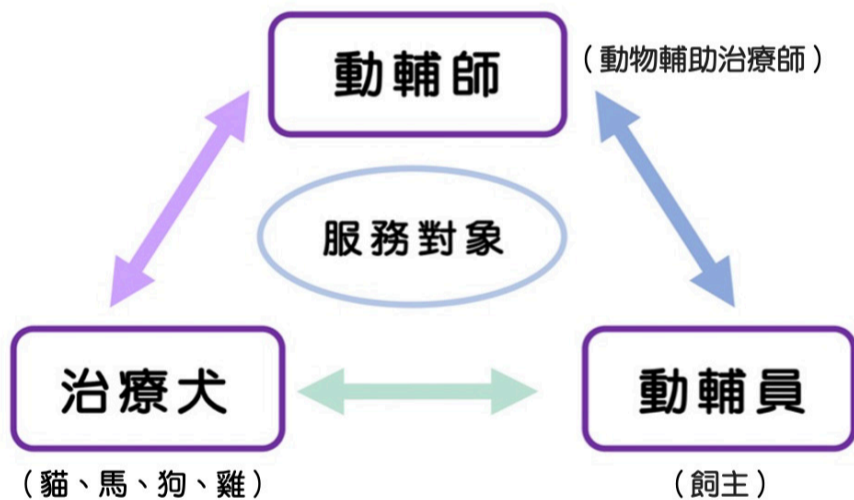 動輔師
（動物輔助治療師）
服務對象
治療犬
動輔員
（貓、馬、狗、雞）
（飼主）